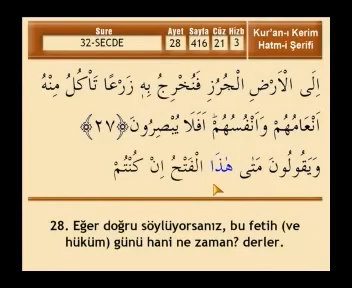 Sure Ayet Sayfa Cüz Hizb
32-SECDE 28 416 21 3
Kur'an-ı Kerim
Hatm-i Şerifi
اِلَى الْاَرْضِ الْجُرُزِ فَنُخْرِجُ بِه۪ زَرْعًا تَأْكُلُ مِنْهُ
اَنْعَامُهُمْ وَاَنْفُسُهُمْۜ اَفَلَا يُبْصِرُونَ ﴿٢٧﴾
وَيَقُولُونَ مَتٰى هٰذَا الْفَتْحُ اِنْ كُنْتُمْ
28. Eğer doğru söylüyorsanız, bu fetih (ve
hüküm) günü hani ne zaman? derler.